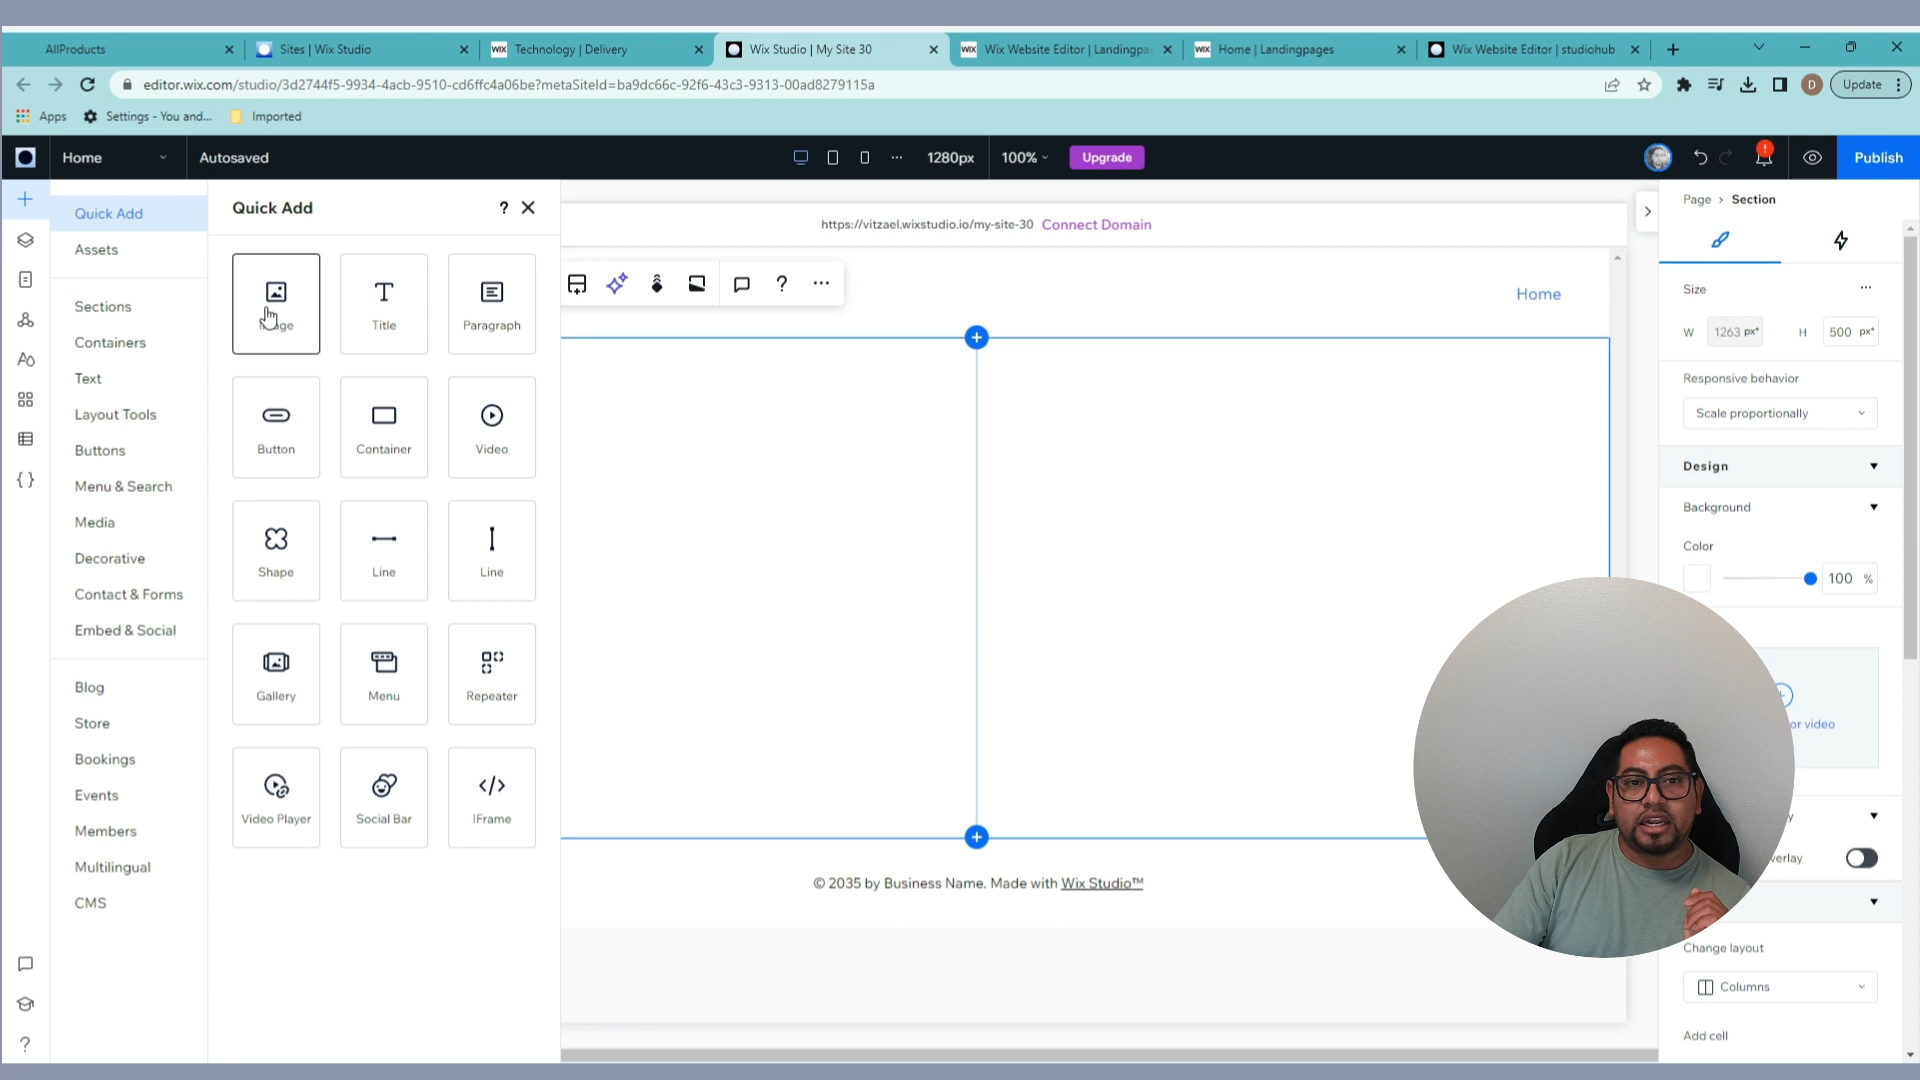 AllProducts
Sites | Wix Studio
WIX Technology | Delivery
Wix Studio | My Site 30
WIX Wix Website Editor | Landingpa
WIX Home | Landingpages
Wix Website Editor | studiohub
editor.wix.com/studio/3d2744f5-9934-4acb-9510-cd6ffc4a06be?metaSiteId=ba9dc66c-92f6-43c3-9313-00ad8279115a
D
Update
Apps
Settings - You and...
Imported
Home
Autosaved
1280px
100%
Upgrade
Publish
Quick Add
Assets
Sections
Containers
Text
Layout Tools
Buttons
Menu & Search
Media
Decorative
Contact & Forms
Embed & Social
Blog
Store
Bookings
Events
Members
Multilingual
CMS
Quick Add
?
Title
Paragraph
Button
Container
Video
Shape
Line
Line
Gallery
Menu
Repeater
Video Player
Social Bar
IFrame
https://vitzael.wixstudio.io/my-site-30 Connect Domain
Home
© 2035 by Business Name. Made with Wix Studio™
Page > Section
Size
W 1263 px* H 500 px*
Responsive behavior
Scale proportionally
Design
Background
Color
100 %
or video
verlay
Change layout
Columns
Add cell